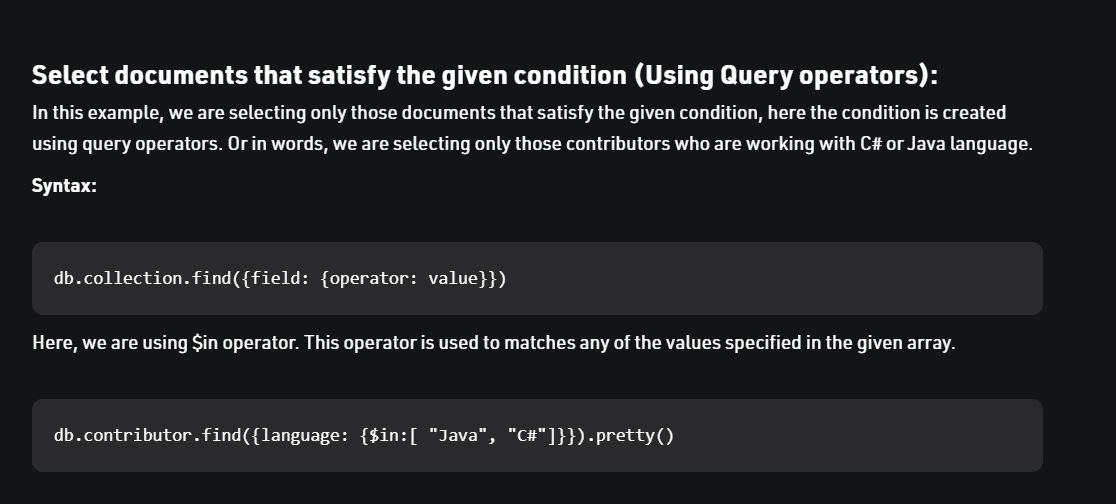 Select documents that satisfy the given condition (Using Query operators):
In this example, we are selecting only those documents that satisfy the given condition, here the condition is created
using query operators. Or in words, we are selecting only those contributors who are working with C# or Java language.
Syntax:
db.collection.find({field: {operator: value}})
Here, we are using $in operator. This operator is used to matches any of the values specified in the given array.
db.contributor.find({language: {$in:[ "Java", "C#"]}}).pretty()